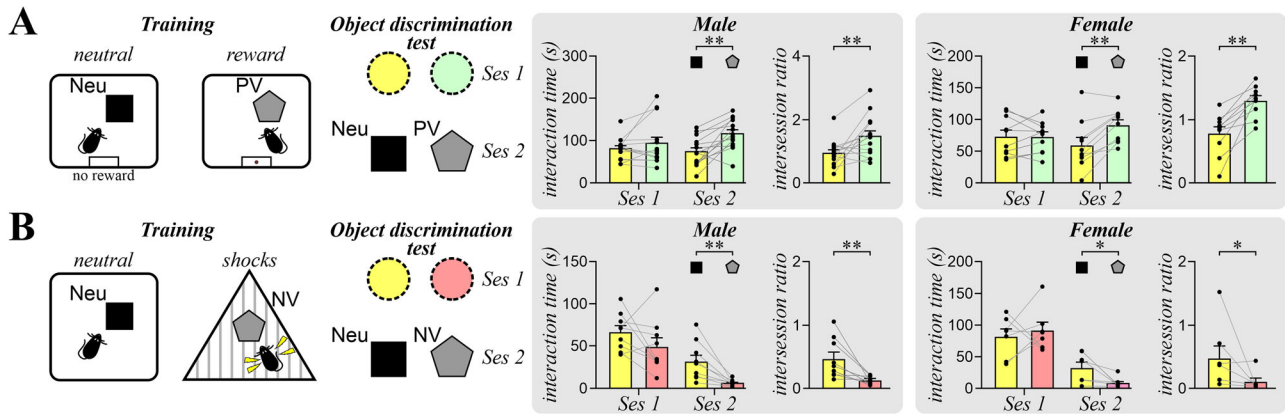 A
Training
neutral
reward
Neu
PV
no reward
Object discrimination
test
Ses 1
Neu
PV
Ses 2
Male
interaction time (s)
300
200
100
0
**
Ses 1
Ses 2
intersession ratio
4
2
0
**
Female
interaction time (s)
200
150
100
50
0
**
Ses 1
Ses 2
intersession ratio
2
1
0
**
B
Training
neutral
shocks
Neu
NV
Object discrimination
test
Ses 1
Neu
NV
Ses 2
Male
interaction time (s)
150
100
50
0
**
Ses 1
Ses 2
intersession ratio
2
1
0
**
Female
interaction time (s)
200
150
100
50
0
*
Ses 1
Ses 2
intersession ratio
2
1
0
*